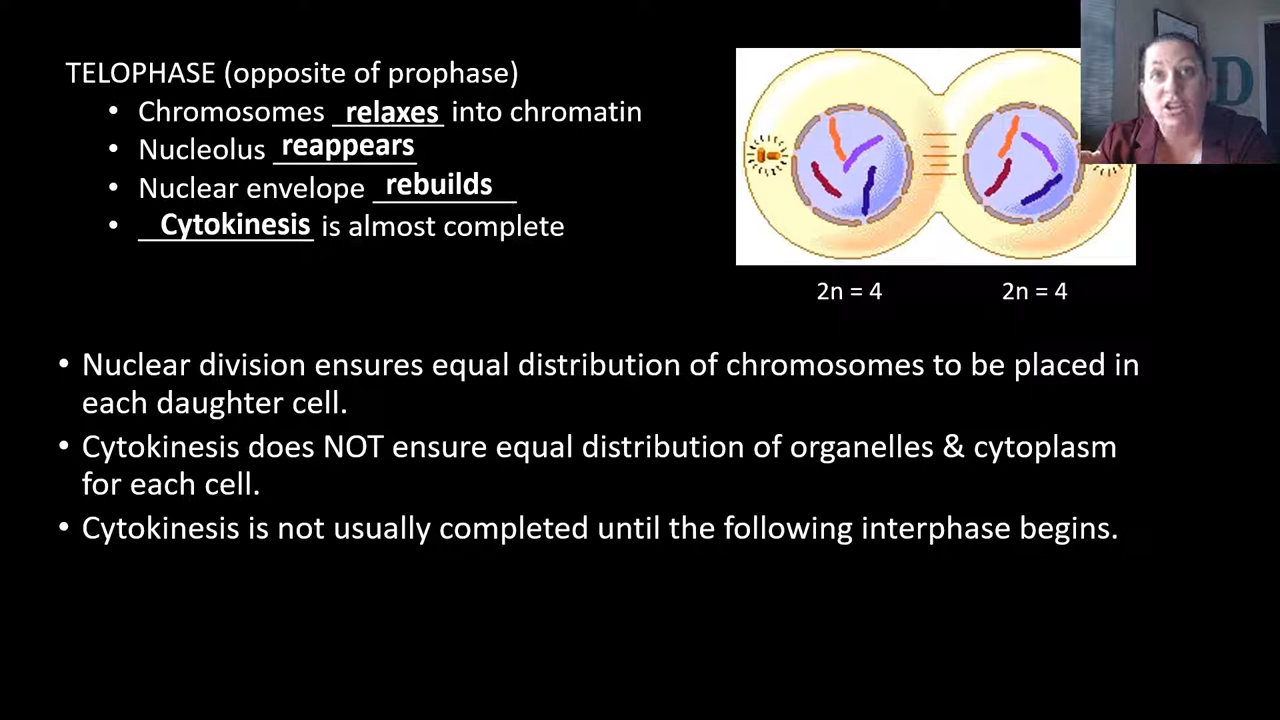 TELOPHASE (opposite of prophase)
• Chromosomes relaxes into chromatin
• Nucleolus reappears
• Nuclear envelope rebuilds
• Cytokinesis is almost complete
2n = 4 2n = 4
• Nuclear division ensures equal distribution of chromosomes to be placed in
each daughter cell.
• Cytokinesis does NOT ensure equal distribution of organelles & cytoplasm
for each cell.
• Cytokinesis is not usually completed until the following interphase begins.
D